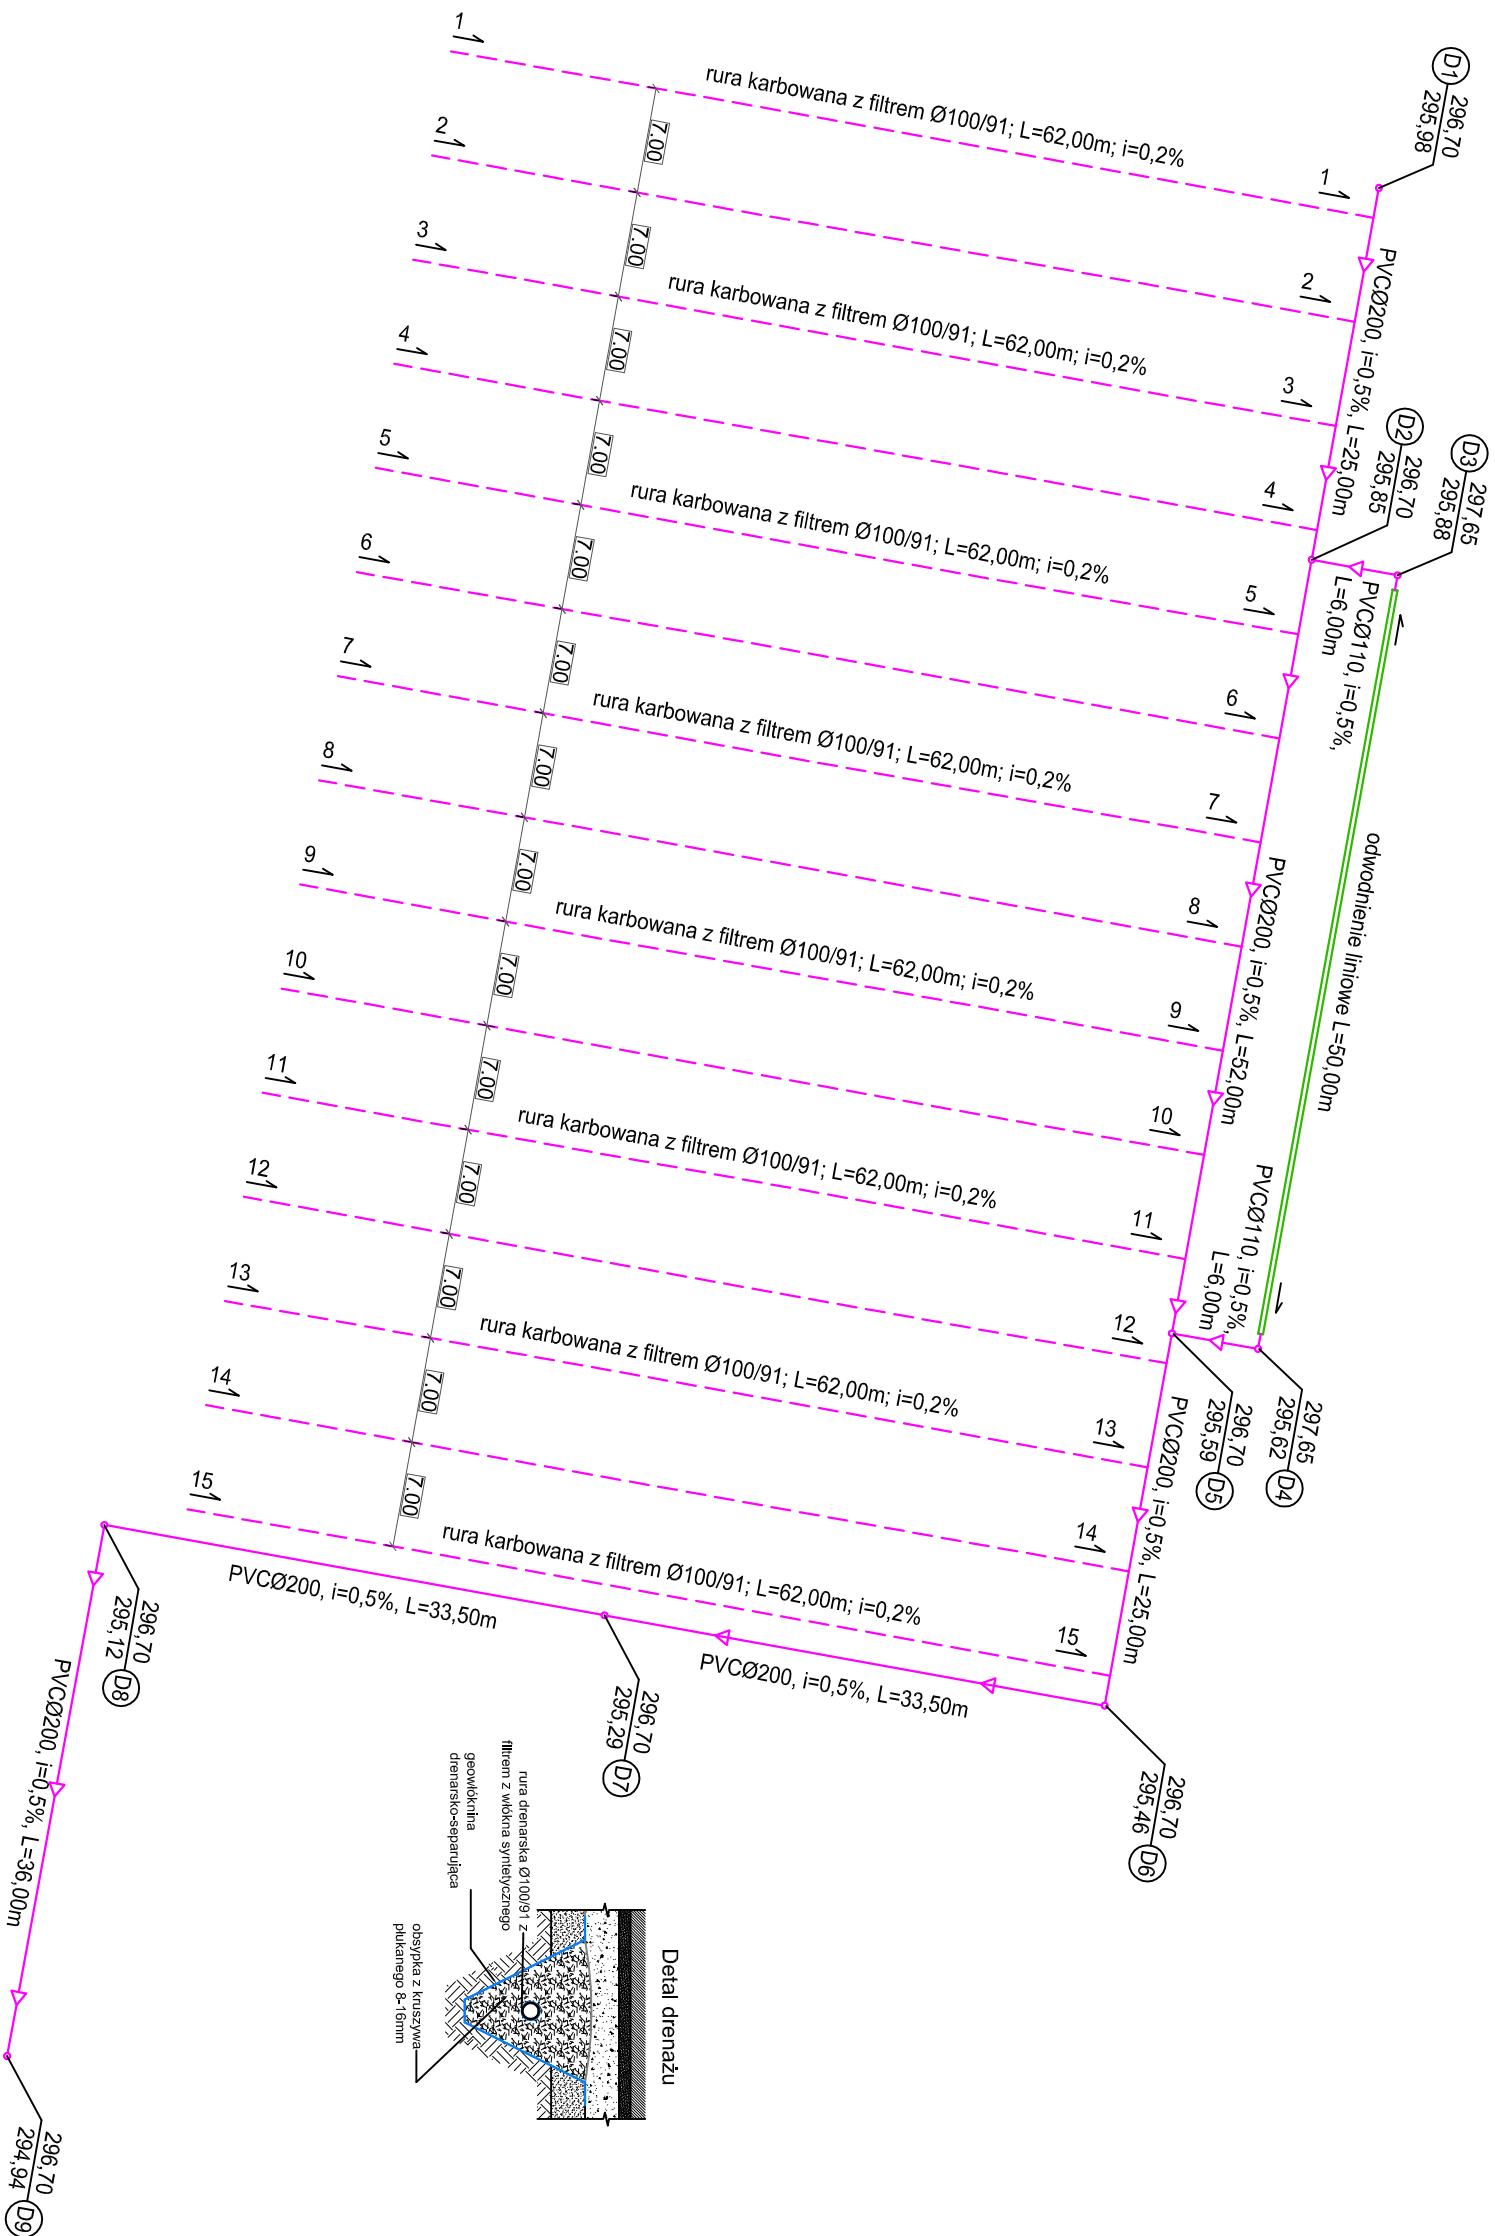 1
rura karbowana z filtrem Ø100/91; L=62,00m; i=0,2%
1
D1
296,70
295,98
7.00
2
2
PVCØ200, i=0,5%, L=25,00m
7.00
3
rura karbowana z filtrem Ø100/91; L=62,00m; i=0,2%
3
7.00
4
4
D2
296,70
295,85
D3
297,65
295,88
7.00
5
rura karbowana z filtrem Ø100/91; L=62,00m; i=0,2%
5
PVCØ110, i=0,5%,
L=6,00m
7.00
6
6
7.00
7
rura karbowana z filtrem Ø100/91; L=62,00m; i=0,2%
7
7.00
8
8
PVCØ200, i=0,5%, L=52,00m
odwodnienie liniowe L=50,00m
7.00
9
rura karbowana z filtrem Ø100/91; L=62,00m; i=0,2%
9
7.00
10
10
7.00
11
rura karbowana z filtrem Ø100/91; L=62,00m; i=0,2%
11
PVCØ110, i=0,5%,
L=6,00m
7.00
12
12
7.00
13
rura karbowana z filtrem Ø100/91; L=62,00m; i=0,2%
13
296,70
295,59
D5
297,65
295,62
D4
7.00
14
14
PVCØ200, i=0,5%, L=25,00m
7.00
15
rura karbowana z filtrem Ø100/91; L=62,00m; i=0,2%
15
PVCØ200, i=0,5%, L=33,50m
PVCØ200, i=0,5%, L=33,50m
296,70
295,12
D8
296,70
295,29
D7
296,70
295,46
D6
PVCØ200, i=0,5%, L=36,00m
296,70
294,94
D9
Detal drenażu
rura drenarska Ø100/91 z
filtrem z włókna syntetycznego
geowłóknina
drenarsko-separująca
obsypka z kruszywa
płukanego 8-16mm